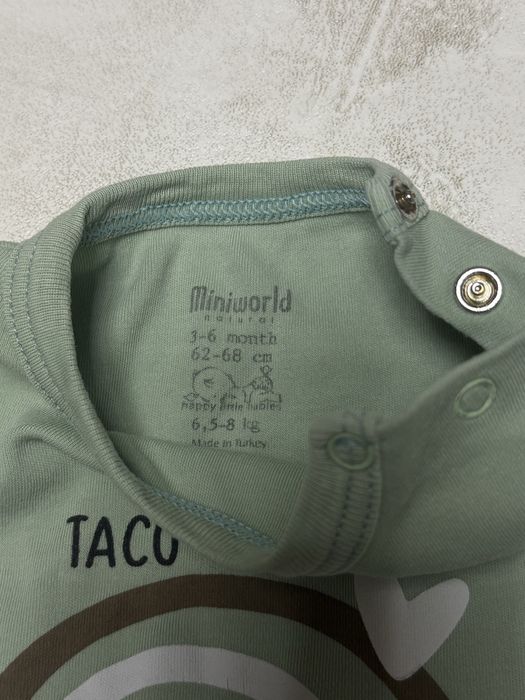 Miniworld
natural
3-6 month
62-68 cm
happy little babies
6,5-8 kg
Made in Turkey
TACO